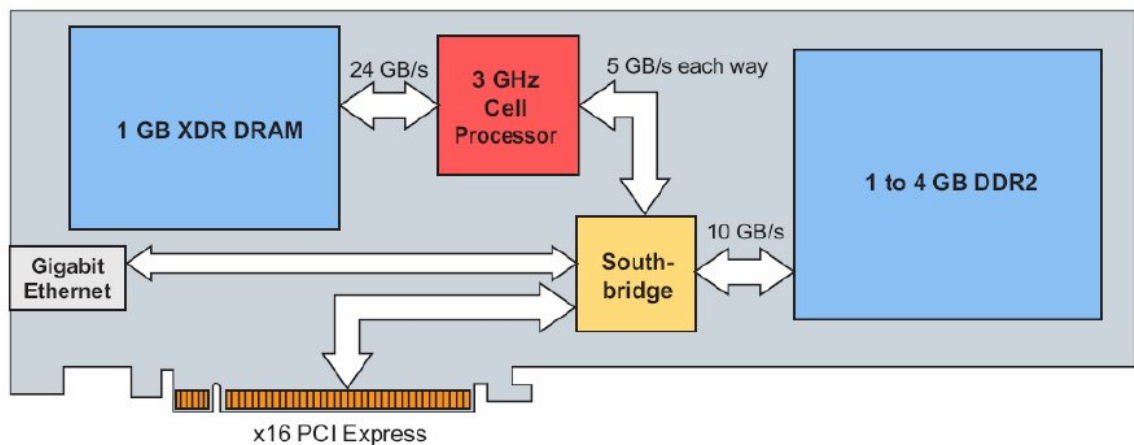 24 GB/s
3 GHz
Cell
Processor
5 GB/s each way
1 GB XDR DRAM
1 to 4 GB DDR2
10 GB/s
Gigabit
Ethernet
South-
bridge
x16 PCI Express